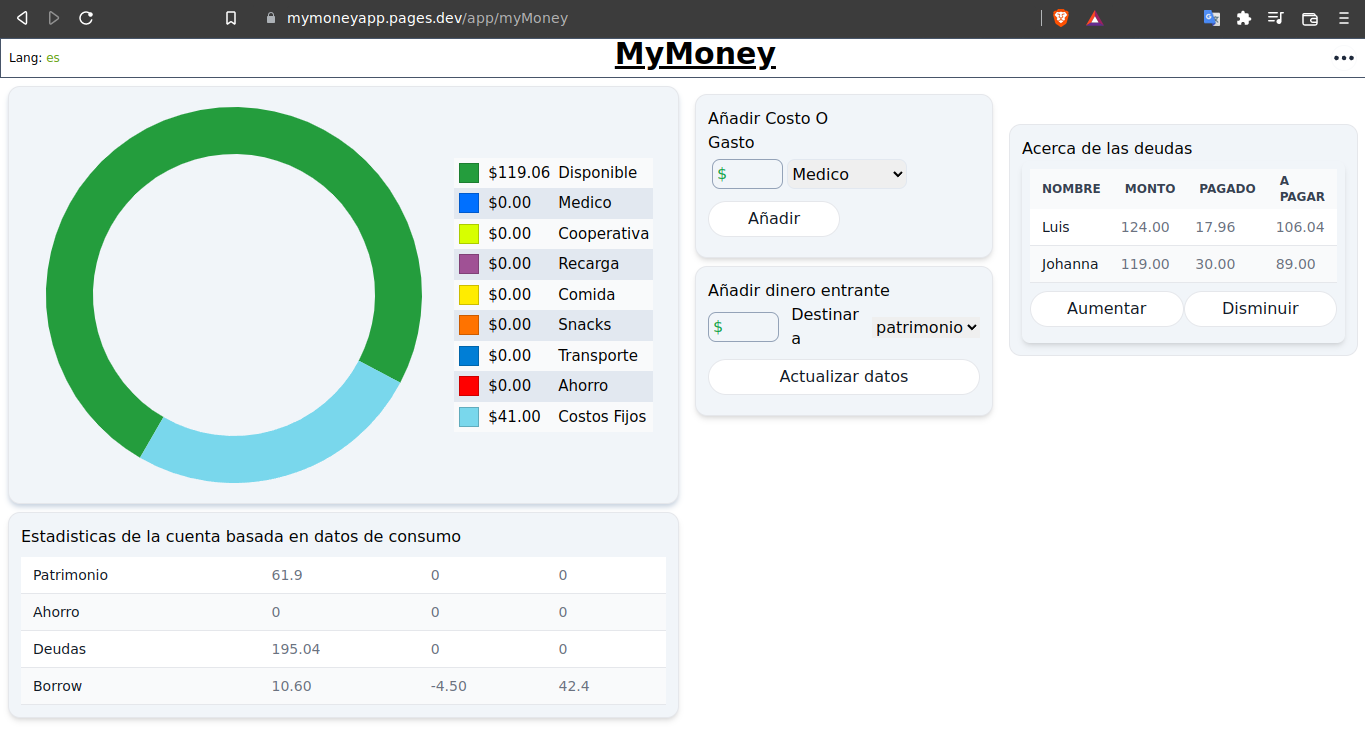 mymoneyapp.pages.dev/app/myMoney
Lang: es
MyMoney
$119.06 Disponible
$0.00 Medico
$0.00 Cooperativa
$0.00 Recarga
$0.00 Comida
$0.00 Snacks
$0.00 Transporte
$0.00 Ahorro
$41.00 Costos Fijos
Estadisticas de la cuenta basada en datos de consumo
Patrimonio 61.9 0 0
Ahorro 0 0 0
Deudas 195.04 0 0
Borrow 10.60 -4.50 42.4
Añadir Costo O
Gasto
$ Medico
Añadir
Añadir dinero entrante
$ Destinar
a patrimonio
Actualizar datos
Acerca de las deudas
NOMBRE MONTO PAGADO A
PAGAR
Luis 124.00 17.96 106.04
Johanna 119.00 30.00 89.00
Aumentar Disminuir